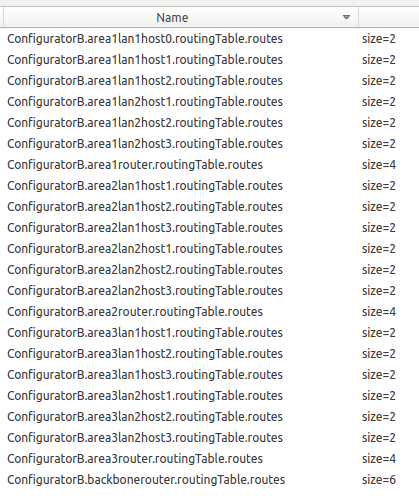 Name
ConfiguratorB.area1lan1host0.routingTable.routes size=2
ConfiguratorB.area1lan1host1.routingTable.routes size=2
ConfiguratorB.area1lan1host2.routingTable.routes size=2
ConfiguratorB.area1lan2host1.routingTable.routes size=2
ConfiguratorB.area1lan2host2.routingTable.routes size=2
ConfiguratorB.area1lan2host3.routingTable.routes size=2
ConfiguratorB.area1router.routingTable.routes size=4
ConfiguratorB.area2lan1host1.routingTable.routes size=2
ConfiguratorB.area2lan1host2.routingTable.routes size=2
ConfiguratorB.area2lan1host3.routingTable.routes size=2
ConfiguratorB.area2lan2host1.routingTable.routes size=2
ConfiguratorB.area2lan2host2.routingTable.routes size=2
ConfiguratorB.area2lan2host3.routingTable.routes size=2
ConfiguratorB.area2router.routingTable.routes size=4
ConfiguratorB.area3lan1host1.routingTable.routes size=2
ConfiguratorB.area3lan1host2.routingTable.routes size=2
ConfiguratorB.area3lan1host3.routingTable.routes size=2
ConfiguratorB.area3lan2host1.routingTable.routes size=2
ConfiguratorB.area3lan2host2.routingTable.routes size=2
ConfiguratorB.area3lan2host3.routingTable.routes size=2
ConfiguratorB.area3router.routingTable.routes size=4
ConfiguratorB.backbonerouter.routingTable.routes size=6